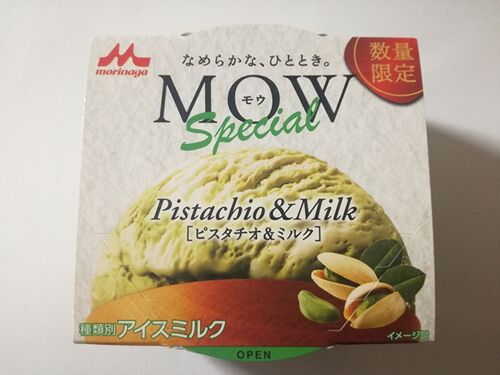 morinaga
なめらかな、ひととき。
数量
限定
MOW
モウ
Special
Pistachio&Milk
[ピスタチオ&ミルク]
種類別 アイスミルク
イメージ図
OPEN